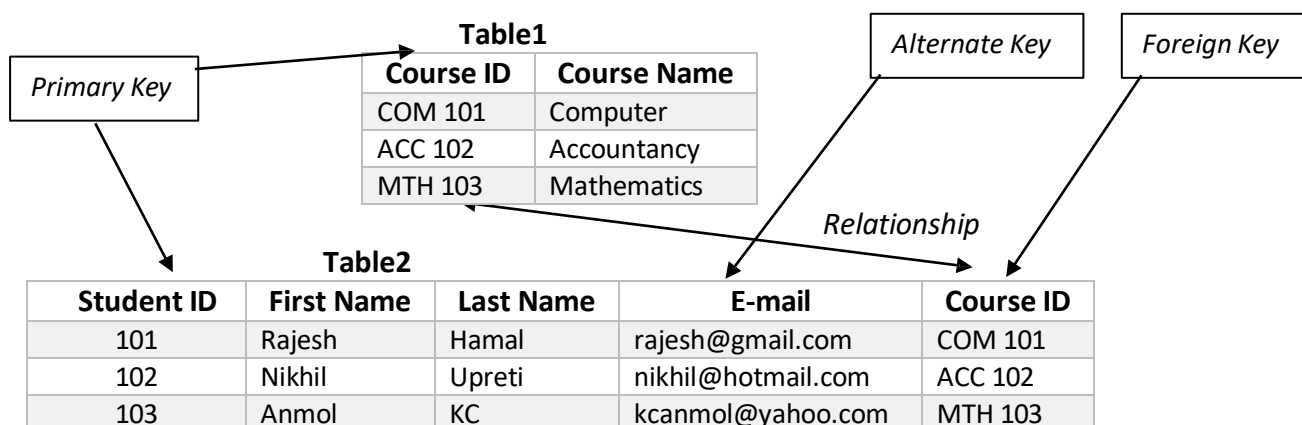 Table1
Alternate Key
Foreign Key
Primary Key
Course ID Course Name
COM 101 Computer
ACC 102 Accountancy
MTH 103 Mathematics
Relationship
Table2
Student ID First Name Last Name E-mail Course ID
101 Rajesh Hamal rajesh@gmail.com COM 101
102 Nikhil Upreti nikhil@hotmail.com ACC 102
103 Anmol KC kcanmol@yahoo.com MTH 103